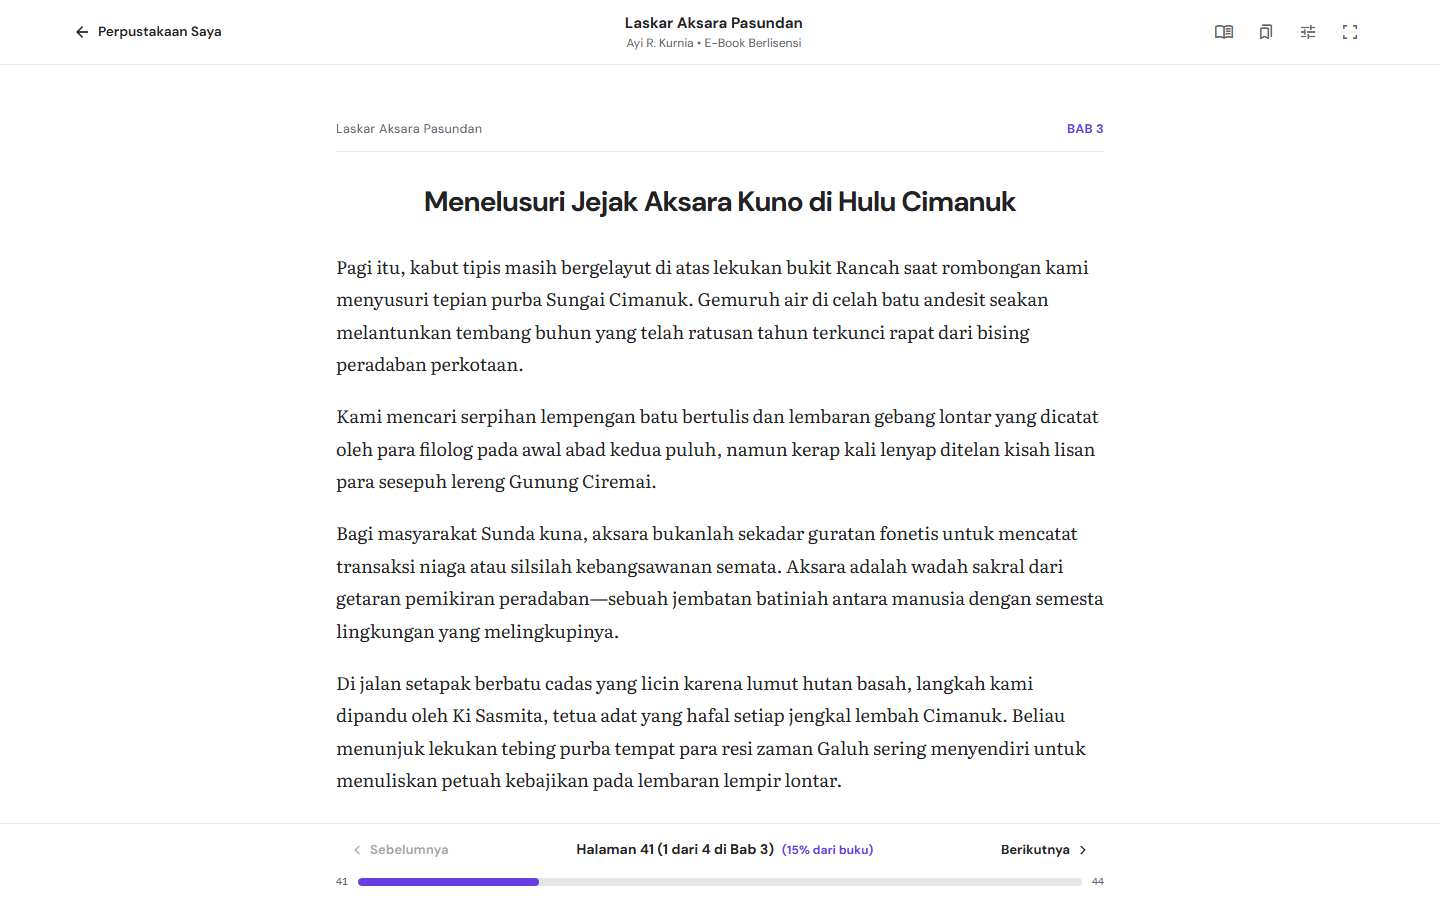 Perpustakaan Saya
Laskar Aksara Pasundan
Ayi R. Kurnia • E-Book Berlisensi
Laskar Aksara Pasundan
BAB 3
Menelusuri Jejak Aksara Kuno di Hulu Cimanuk
Pagi itu, kabut tipis masih bergelayut di atas lekukan bukit Rancah saat rombongan kami
menyusuri tepian purba Sungai Cimanuk. Gemuruh air di celah batu andesit seakan
melantunkan tembang buhun yang telah ratusan tahun terkunci rapat dari bising
peradaban perkotaan.
Kami mencari serpihan lempengan batu bertulis dan lembaran gebang lontar yang dicatat
oleh para filolog pada awal abad kedua puluh, namun kerap kali lenyap ditelan kisah lisan
para sesepuh lereng Gunung Ciremai.
Bagi masyarakat Sunda kuna, aksara bukanlah sekadar guratan fonetis untuk mencatat
transaksi niaga atau silsilah kebangsawanan semata. Aksara adalah wadah sakral dari
getaran pemikiran peradaban—sebuah jembatan batiniah antara manusia dengan semesta
lingkungan yang melingkupinya.
Di jalan setapak berbatu cadas yang licin karena lumut hutan basah, langkah kami
dipandu oleh Ki Sasmita, tetua adat yang hafal setiap jengkal lembah Cimanuk. Beliau
menunjuk lekukan tebing purba tempat para resi zaman Galuh sering menyendiri untuk
menuliskan petuah kebajikan pada lembaran lempir lontar.
Sebelumnya
Halaman 41 (1 dari 4 di Bab 3) (15% dari buku)
Berikutnya
41
44